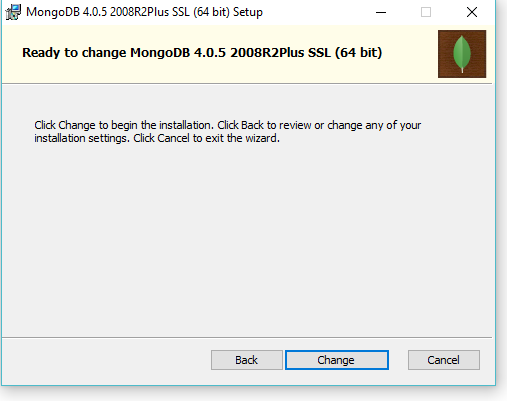 MongoDB 4.0.5 2008R2Plus SSL (64 bit) Setup
Ready to change MongoDB 4.0.5 2008R2Plus SSL (64 bit)
Click Change to begin the installation. Click Back to review or change any of your
installation settings. Click Cancel to exit the wizard.
Back Change Cancel